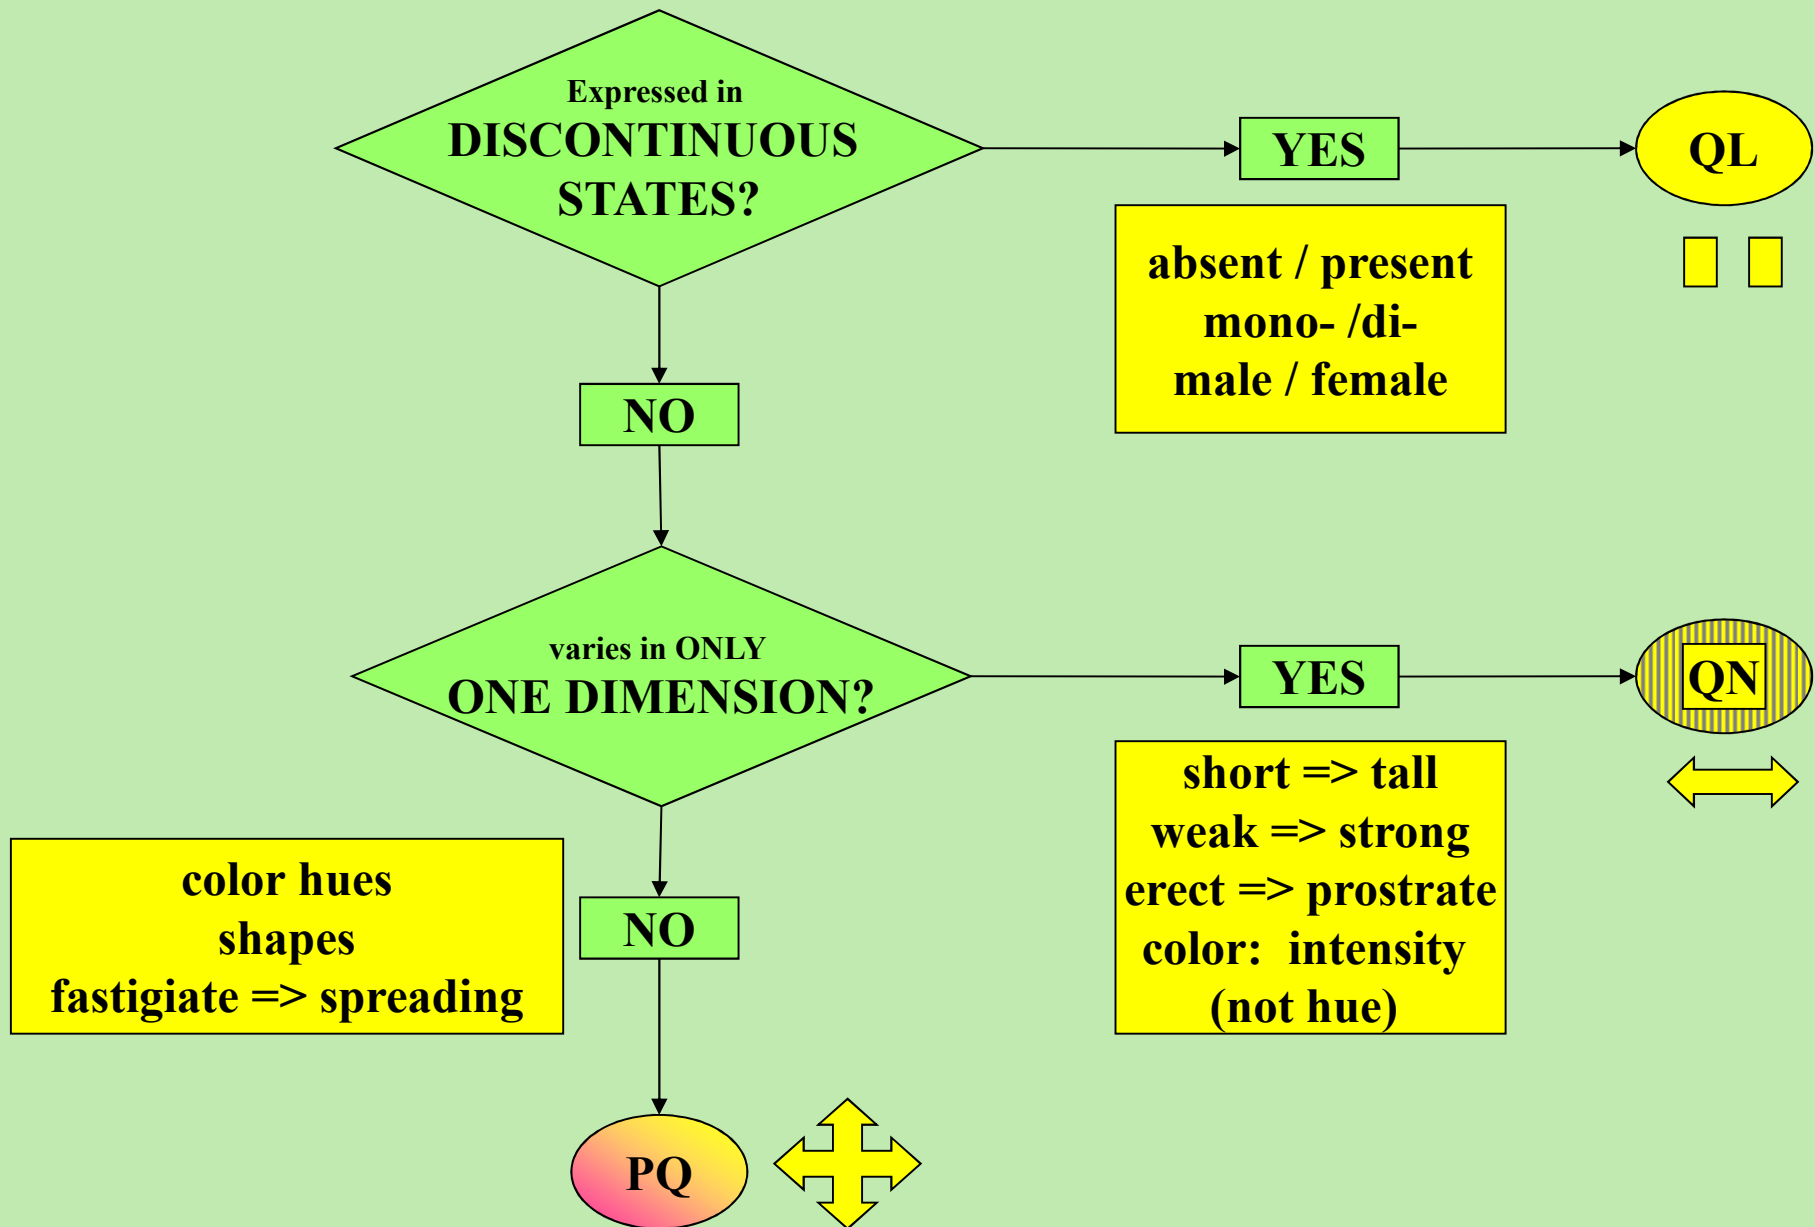 Expressed in
DISCONTINUOUS
STATES?
YES
QL
absent / present
mono- /di-
male / female
NO
varies in ONLY
ONE DIMENSION?
YES
QN
short => tall
weak => strong
erect => prostrate
color:  intensity
(not hue)
color hues
shapes
fastigiate => spreading
NO
PQ